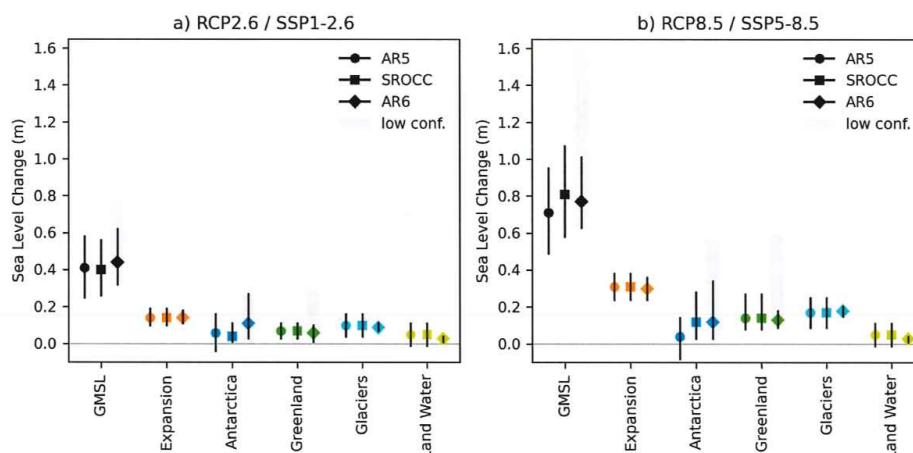 a) RCP2.6 / SSP1-2.6
Sea Level Change (m)
1.6
1.4
1.2
1.0
0.8
0.6
0.4
0.2
0.0
AR5
SROCC
AR6
low conf.
GMSL
Expansion
Antarctica
Greenland
Glaciers
Land Water
b) RCP8.5 / SSP5-8.5
Sea Level Change (m)
1.6
1.4
1.2
1.0
0.8
0.6
0.4
0.2
0.0
AR5
SROCC
AR6
low conf.
GMSL
Expansion
Antarctica
Greenland
Glaciers
Land Water